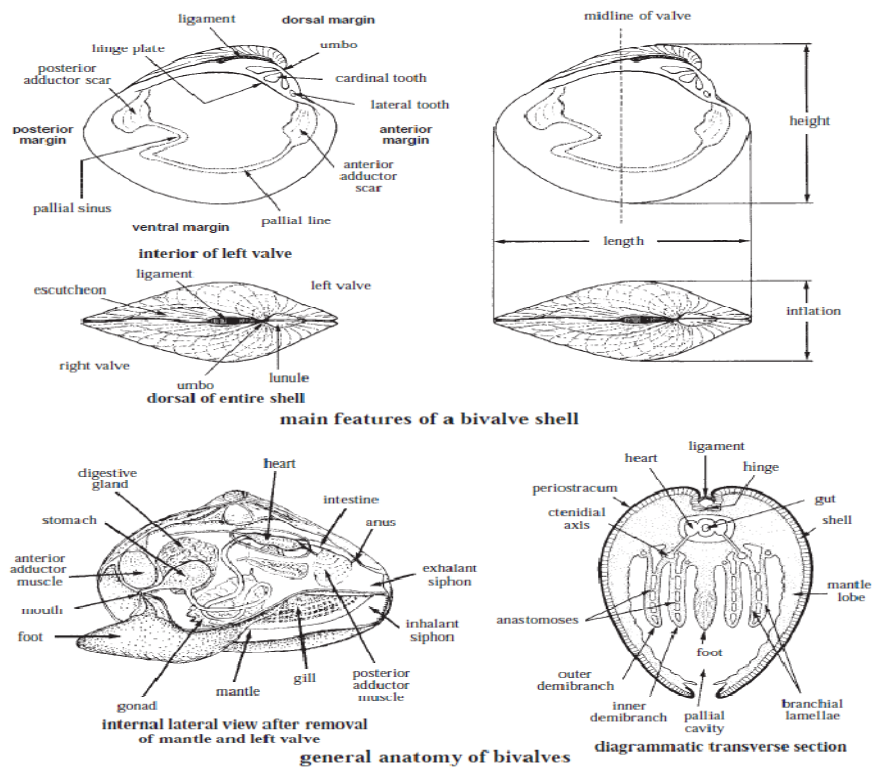 ligament
dorsal margin
umbo
hinge plate
posterior
adductor scar
cardinal tooth
lateral tooth
posterior
margin
anterior
margin
anterior
adductor
scar
pallial sinus
ventral margin
pallial line
interior of left valve
midline of valve
height
length
ligament
escutcheon
left valve
right valve
umbo
lunule
dorsal of entire shell
inflation
main features of a bivalve shell
digestive
gland
heart
stomach
intestine
anus
anterior
adductor
muscle
exhalant
siphon
mouth
foot
inhalant
siphon
gonad
mantle
gill
posterior
adductor
muscle
internal lateral view after removal
of mantle and left valve
ligament
heart
hinge
periostracum
ctenidial
axis
gut
shell
mantle
lobe
anastomoses
foot
outer
demibranch
inner
demibranch
pallial
cavity
branchial
lamellae
diagrammatic transverse section
general anatomy of bivalves